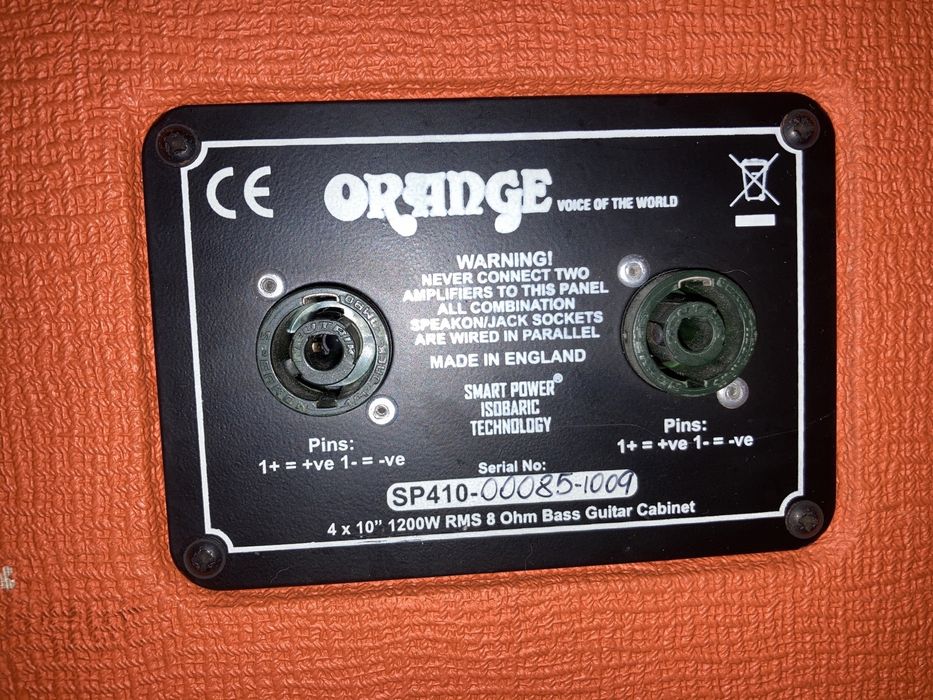 CE
ORANGE VOICE OF THE WORLD
WARNING!
NEVER CONNECT TWO
AMPLIFIERS TO THIS PANEL
ALL COMBINATION
SPEAKON/JACK SOCKETS
ARE WIRED IN PARALLEL
MADE IN ENGLAND
SMART POWER®
ISOBARIC
TECHNOLOGY
Pins:
1+ = +ve 1- = -ve
Pins:
1+ = +ve 1- = -ve
Serial No:
SP410-00085-1009
4 x 10" 1200W RMS 8 Ohm Bass Guitar Cabinet